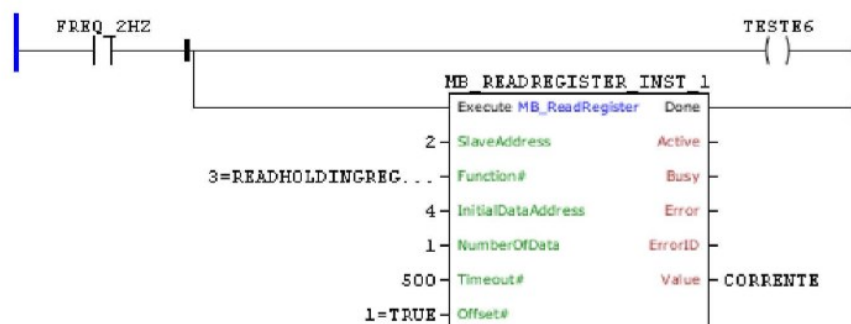 FREQ_2HZ TESTE6
MB_READREGISTER_INST_1
Execute MB_ReadRegister Done
2 SlaveAddress Active
3=READHOLDINGREG... Function# Busy
4 InitialDataAddress Error
1 NumberOfData ErrorID
500 Timeout# Value CORRENTE
1=TRUE Offset#